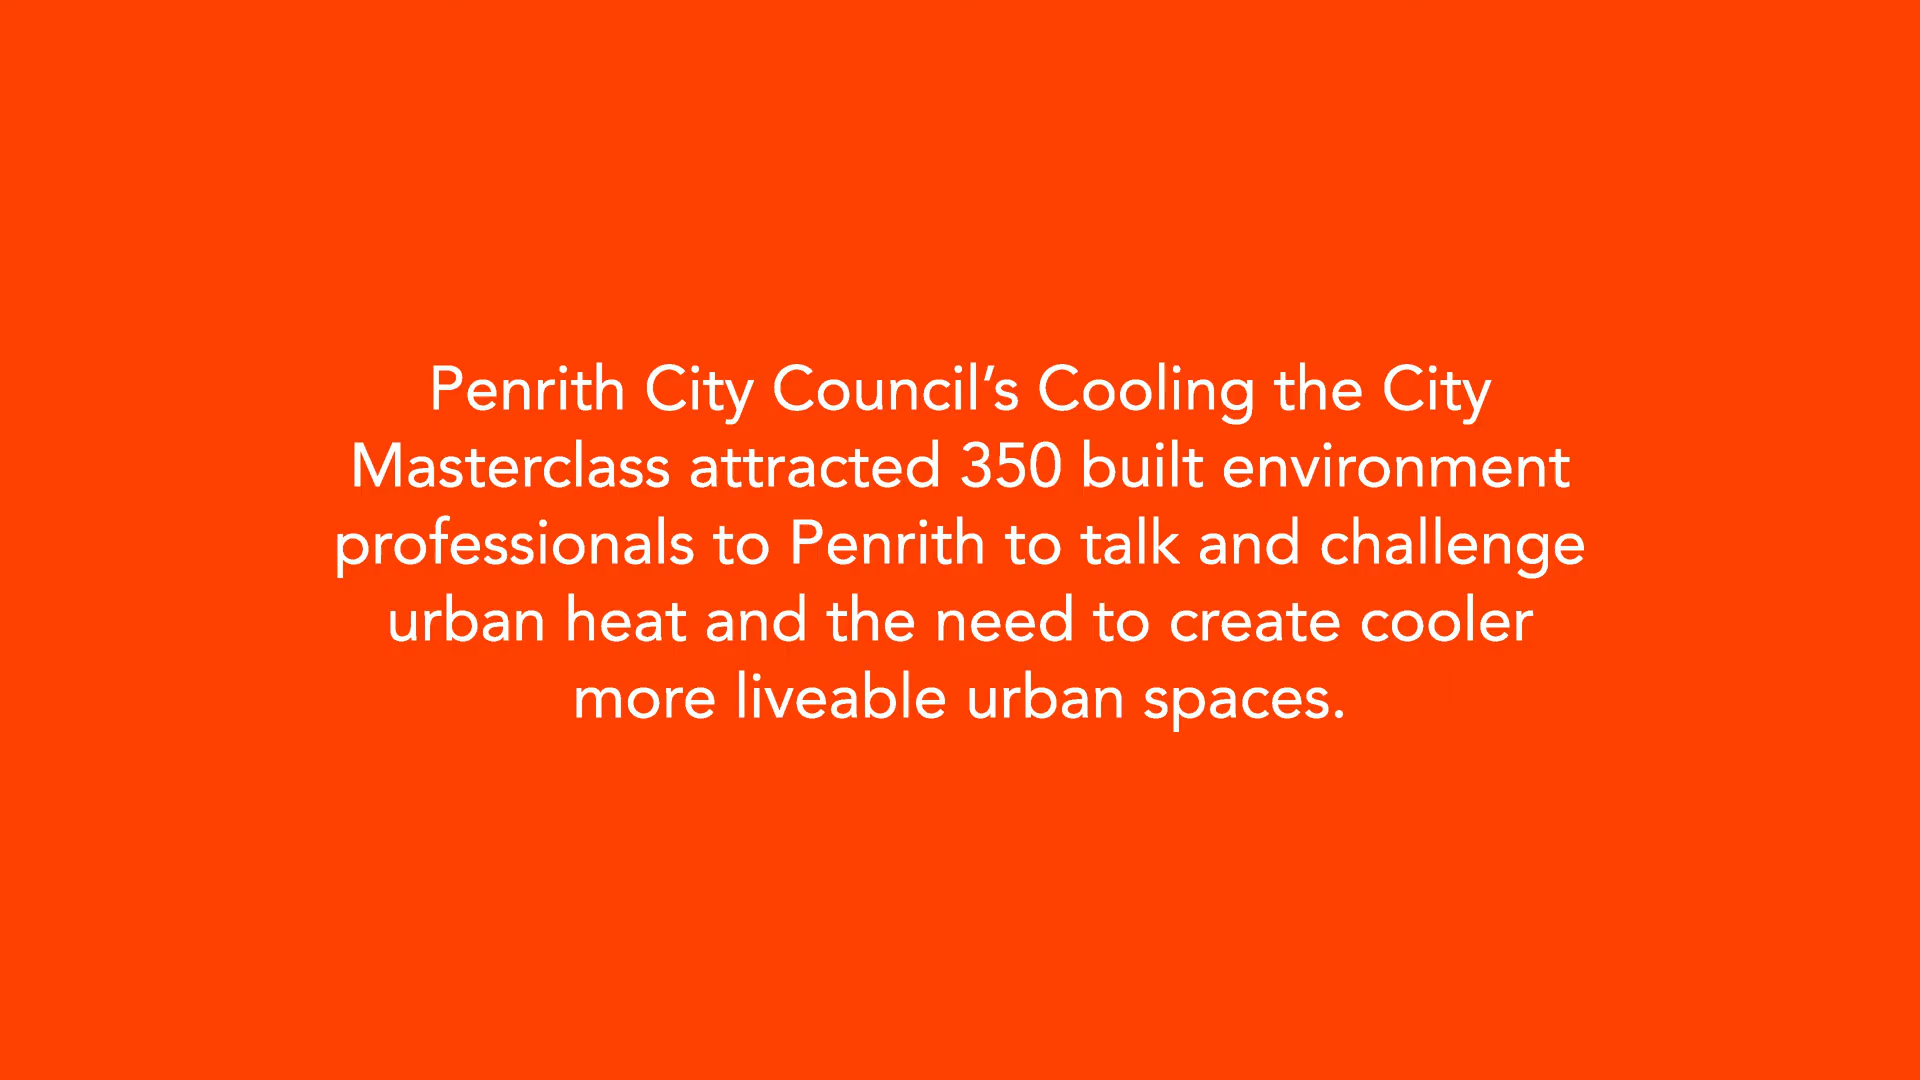 Penrith City Council’s Cooling the City
Masterclass attracted 350 built environment
professionals to Penrith to talk and challenge
urban heat and the need to create cooler
more liveable urban spaces.